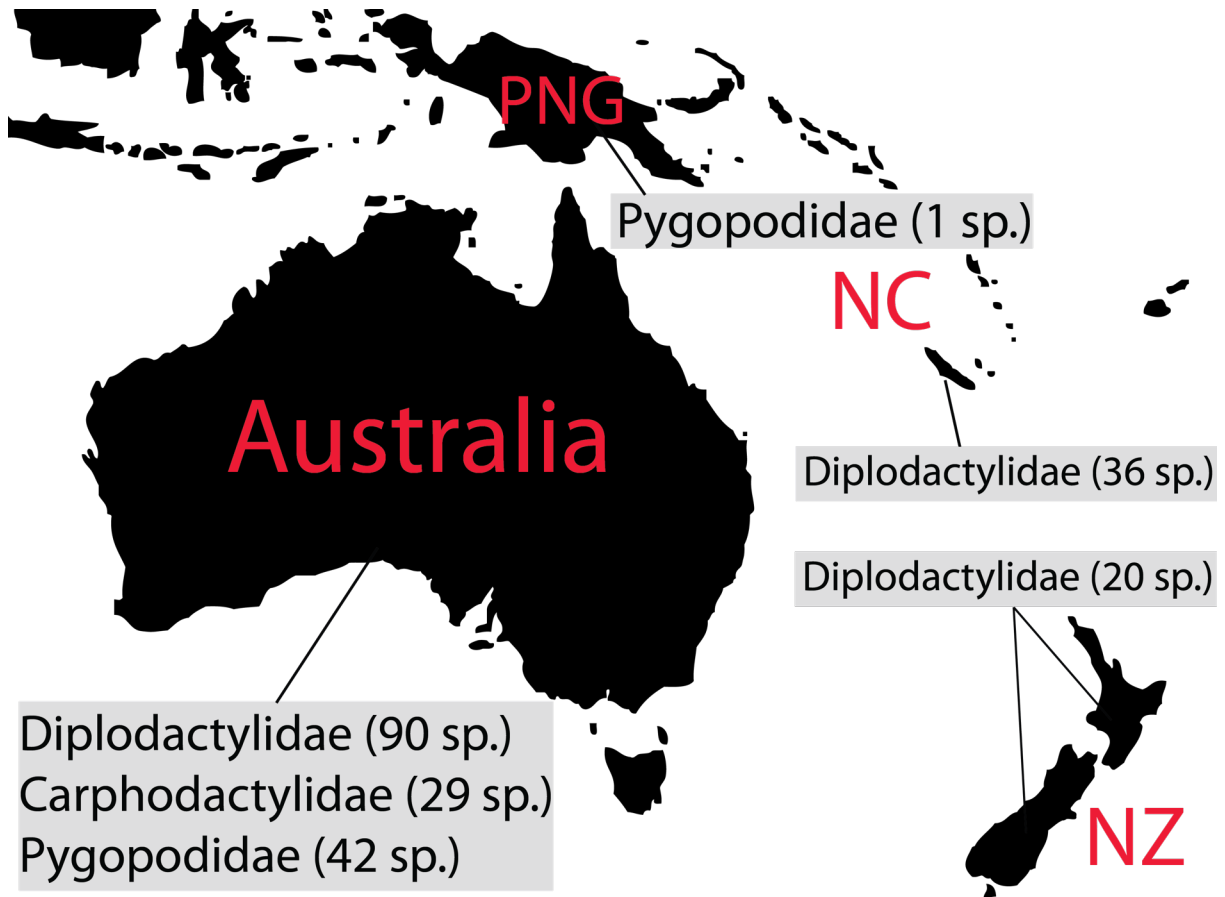 PNG
Pygopodidae (1 sp.)
NC
Australia
Diplodactylidae (36 sp.)
Diplodactylidae (20 sp.)
Diplodactylidae (90 sp.)
Carphodactylidae (29 sp.)
Pygopodidae (42 sp.)
NZ